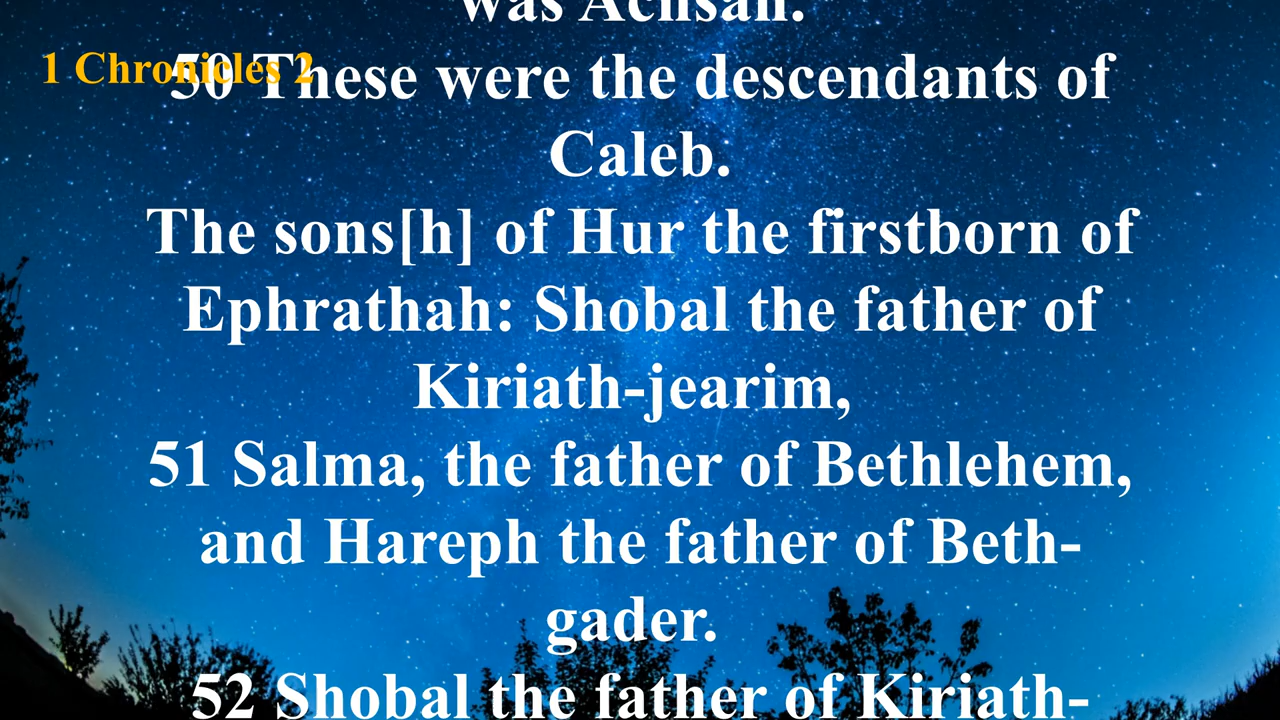 was Achsah.
1 Chronicles 2
50 These were the descendants of
Caleb.
The sons[h] of Hur the firstborn of
Ephrathah: Shobal the father of
Kiriath-jearim,
51 Salma, the father of Bethlehem,
and Hareph the father of Beth-
gader.
52 Shobal the father of Kiriath-